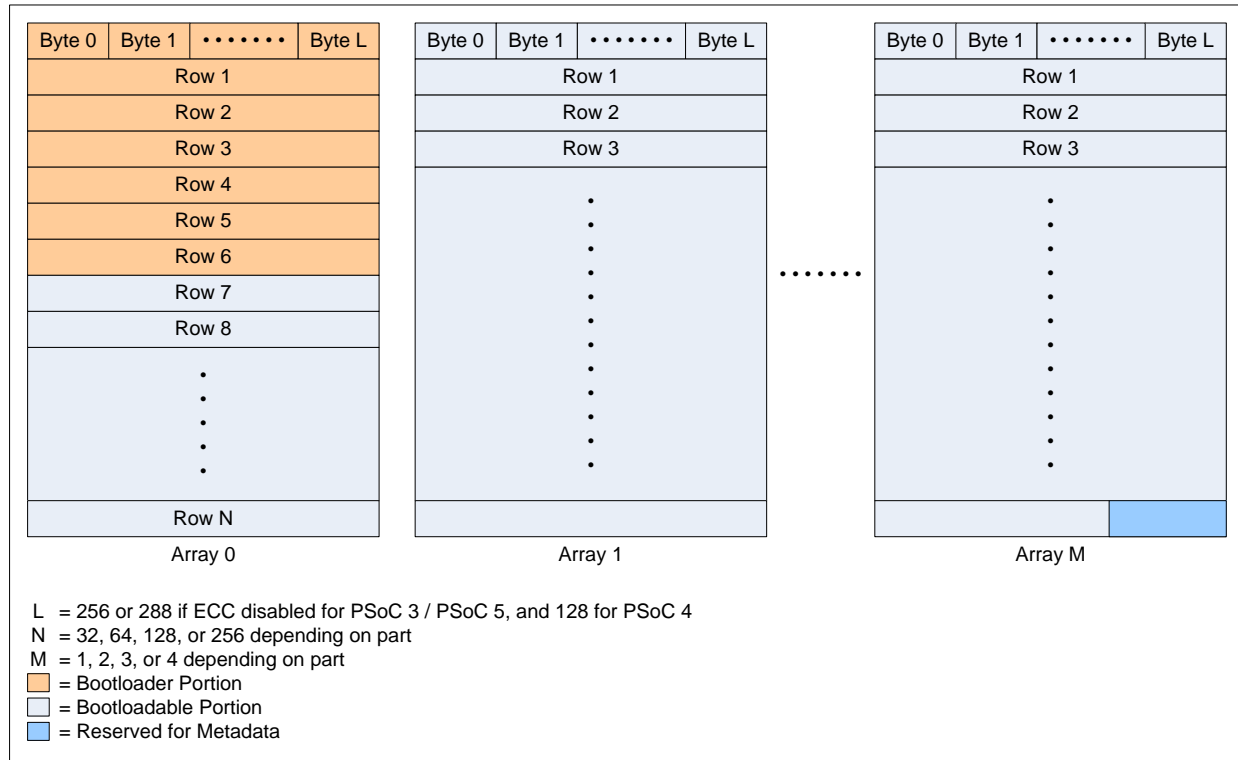 Byte 0 Byte 1 ••••••• Byte L
Row 1
Row 2
Row 3
Row 4
Row 5
Row 6
Row 7
Row 8
Row N
Array 0
Byte 0 Byte 1 ••••••• Byte L
Row 1
Row 2
Row 3
Array 1
•••••••
Byte 0 Byte 1 ••••••• Byte L
Row 1
Row 2
Row 3
Array M
L = 256 or 288 if ECC disabled for PSoC 3 / PSoC 5, and 128 for PSoC 4
N = 32, 64, 128, or 256 depending on part
M = 1, 2, 3, or 4 depending on part
= Bootloader Portion
= Bootloadable Portion
= Reserved for Metadata